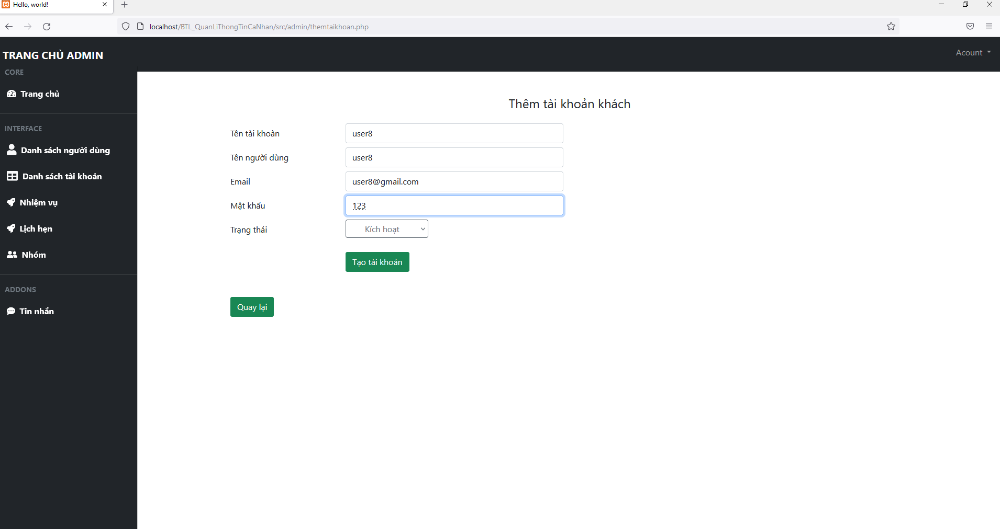 Hello, world!
localhost/BTL_QuanLiThongTinCaNhan/src/admin/themtaikhoan.php
TRANG CHỦ ADMIN
Acount
CORE
Trang chủ
INTERFACE
Danh sách người dùng
Danh sách tài khoản
Nhiệm vụ
Lịch hẹn
Nhóm
ADDONS
Tin nhắn
Thêm tài khoản khách
Tên tài khoàn
user8
Tên người dùng
user8
Email
user8@gmail.com
Mật khẩu
123
Trạng thái
Kích hoạt
Tạo tài khoản
Quay lại